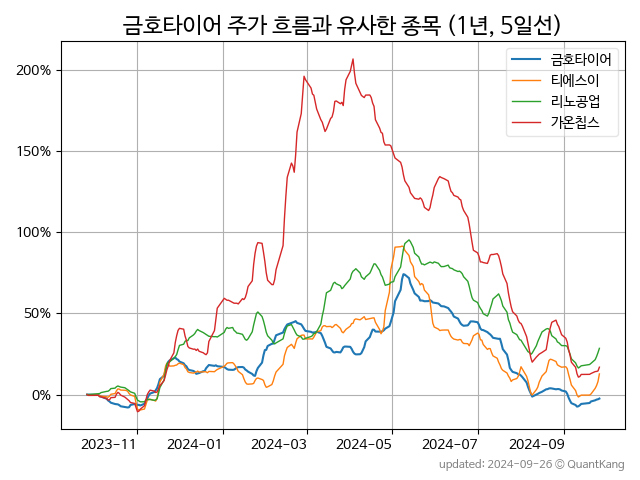 금호타이어 주가 흐름과 유사한 종목 (1년, 5일선)
금호타이어
티에스이
리노공업
가온칩스
200%
150%
100%
50%
0%
2023-11 2024-01 2024-03 2024-05 2024-07 2024-09
updated: 2024-09-26 © QuantKang